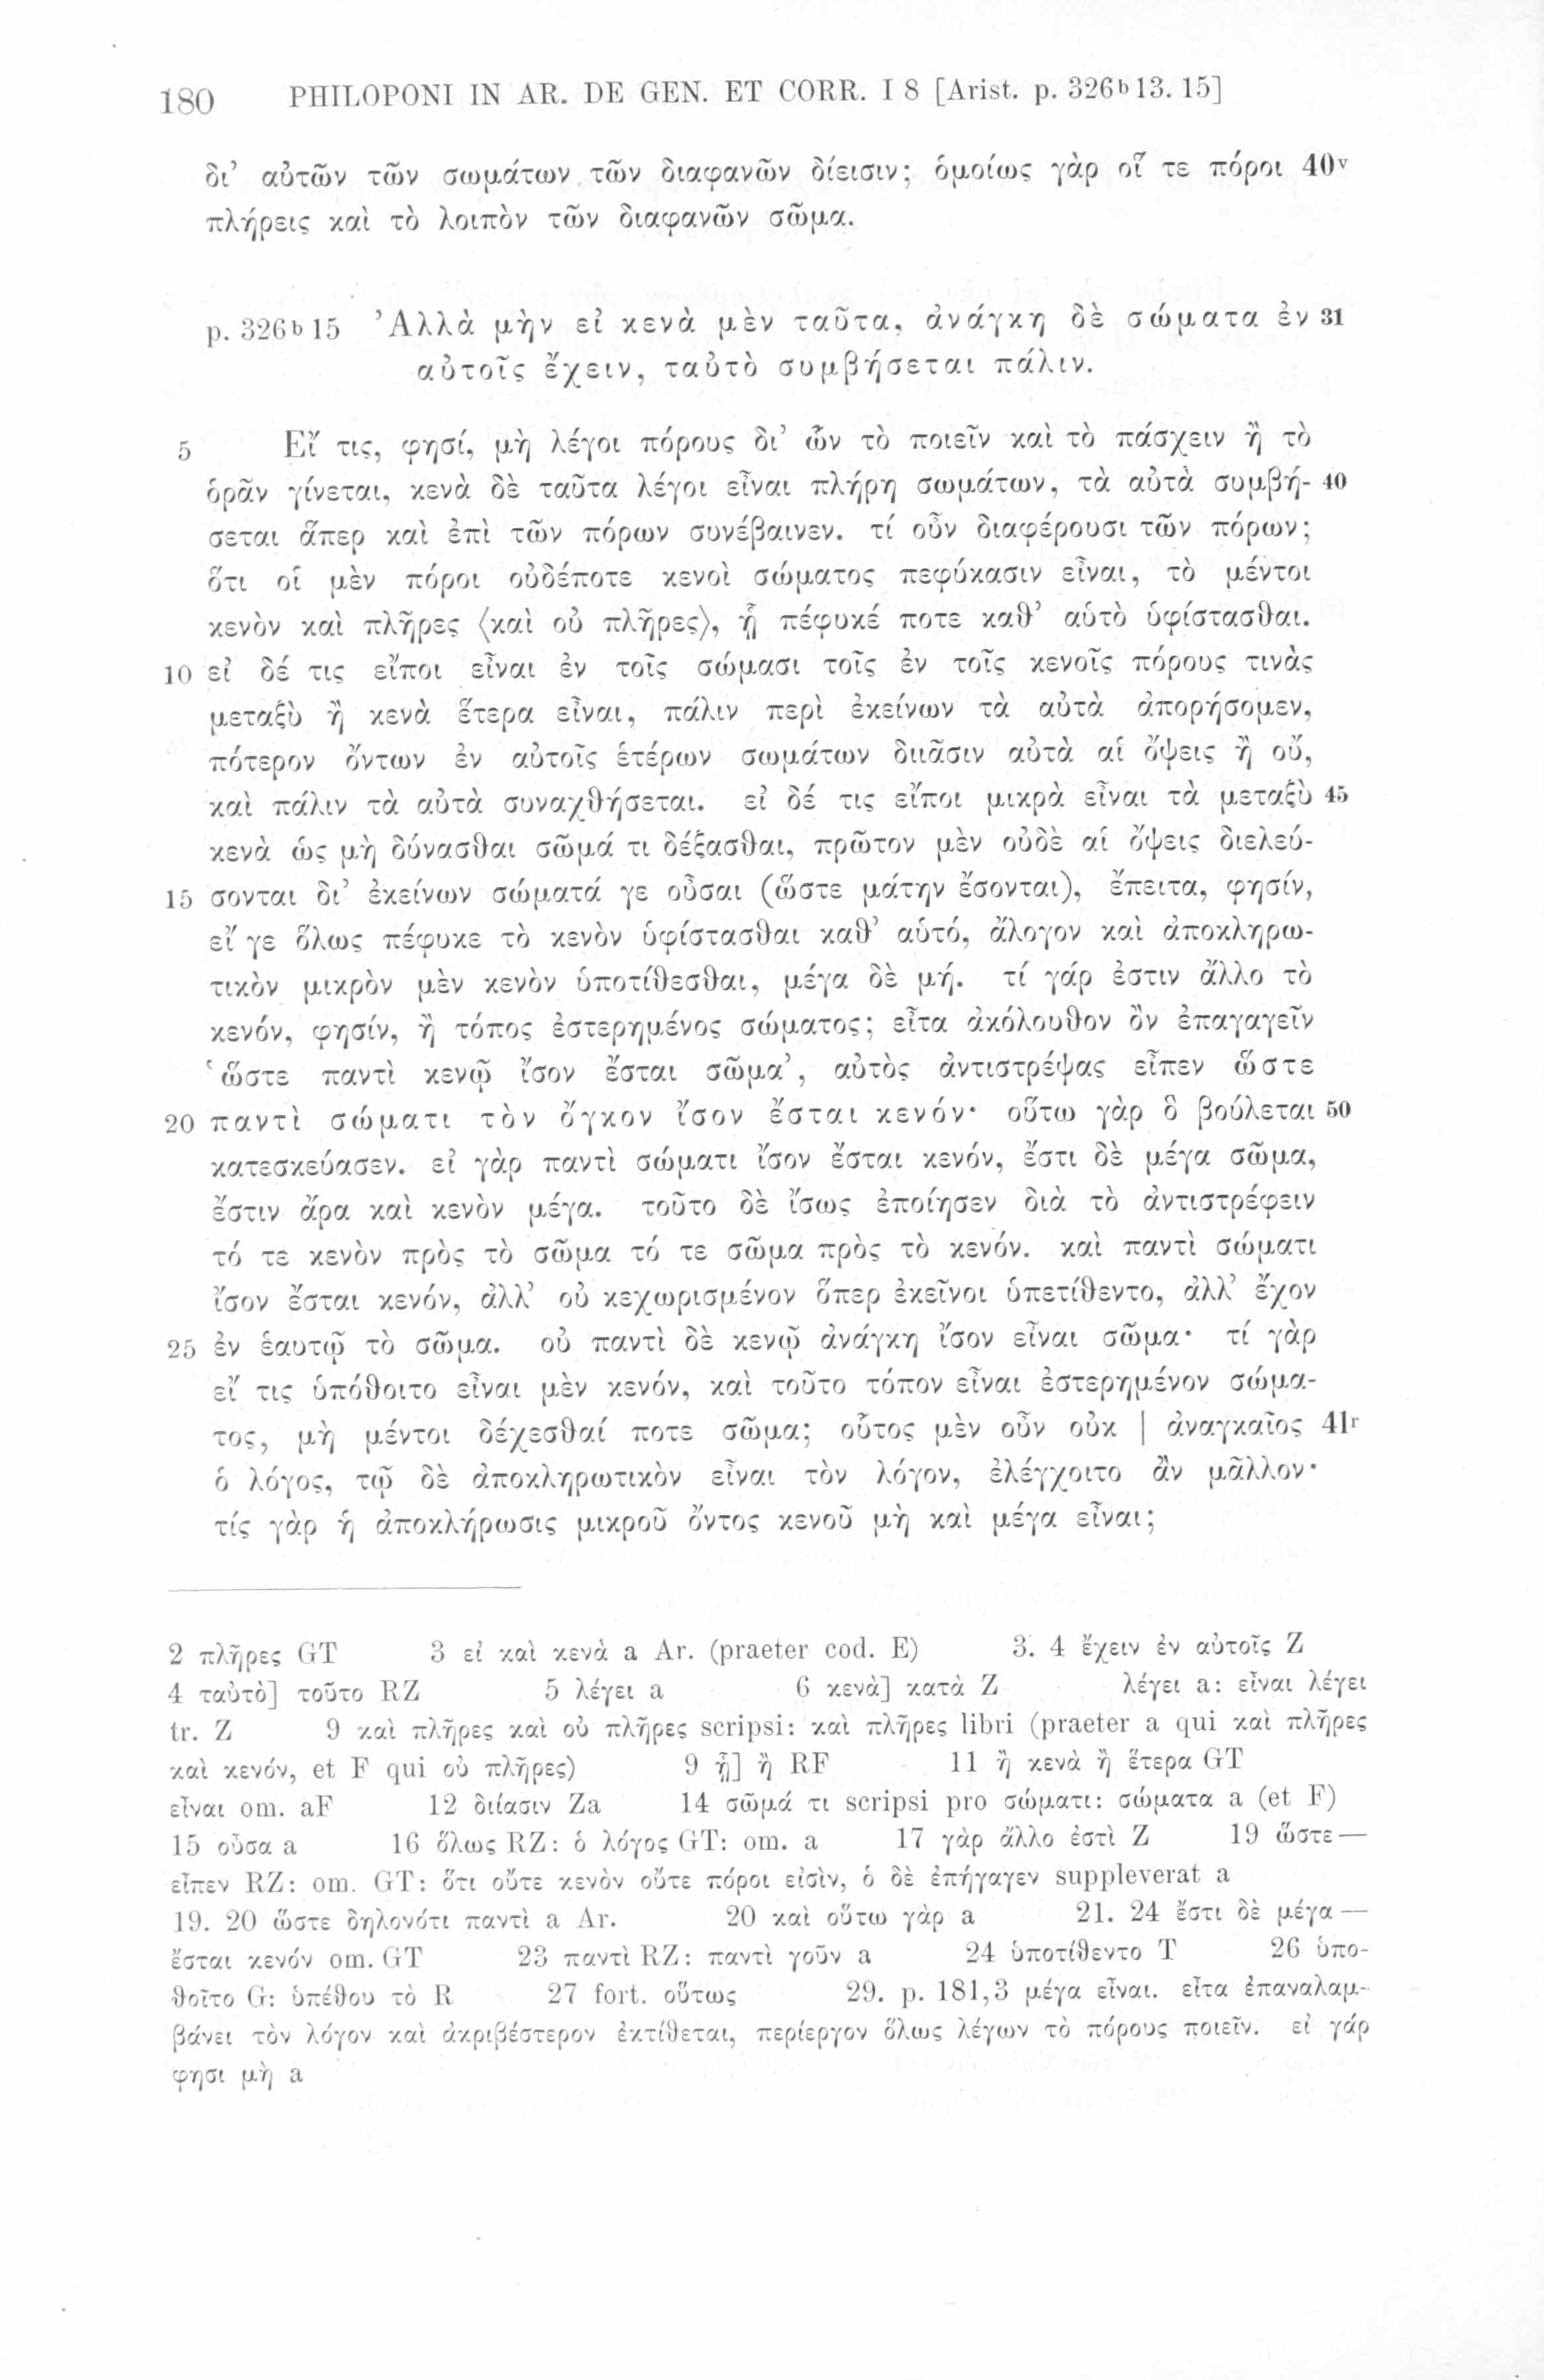 180 PHILOPONI IN AR. DE GEN. ET CORR. I 8 [Arist. p. 326b13. 15]
δι’ αὐτῶν τῶν σωμάτων τῶν διαφανῶν δίεισιν; ὁμοίως γὰρ οἵ τε πόροι 40v
πλήρεις καὶ τὸ λοιπὸν τῶν διαφανῶν σῶμα.
p. 326b15 ’Αλλὰ μὴν εἰ κενὰ μὲν ταῦτα, ἀνάγκη δὲ σώματα ἐν 31
αὐτοῖς ἔχειν, ταὐτὸ συμβήσεται πάλιν.
5 Εἴ τις, φησί, μὴ λέγοι πόρους δι’ ὧν τὸ ποιεῖν καὶ τὸ πάσχειν ἢ τὸ
ὁρᾶν γίνεται, κενὰ δὲ ταῦτα λέγοι εἶναι πλήρη σωμάτων, τὰ αὐτὰ συμβή- 40
σεται ἅπερ καὶ ἐπὶ τῶν πόρων συνέβαινεν. τί οὖν διαφέρουσι τῶν πόρων;
ὅτι οἱ μὲν πόροι οὐδέποτε κενοὶ σώματος πεφύκασιν εἶναι, τὸ μέντοι
κενὸν καὶ πλῆρες ⟨καὶ οὐ πλῆρες⟩, ᾗ πέφυκέ ποτε καθ’ αὑτὸ ὑφίστασθαι.
10 εἰ δέ τις εἴποι εἶναι ἐν τοῖς σώμασι τοῖς ἐν τοῖς κενοῖς πόρους τινὰς
μεταξὺ ἢ κενὰ ἕτερα εἶναι, πάλιν περὶ ἐκείνων τὰ αὐτὰ ἀπορήσομεν,
πότερον ὄντων ἐν αὐτοῖς ἑτέρων σωμάτων διιᾶσιν αὐτὰ αἱ ὄψεις ἢ οὔ,
καὶ πάλιν τὰ αὐτὰ συναχθήσεται. εἰ δέ τις εἴποι μικρὰ εἶναι τὰ μεταξὺ 45
κενὰ ὡς μὴ δύνασθαι σῶμά τι δέξασθαι, πρῶτον μὲν οὐδὲ αἱ ὄψεις διελεύ-
15 σονται δι’ ἐκείνων σώματά γε οὖσαι (ὥστε μάτην ἔσονται), ἔπειτα, φησίν,
εἴ γε ὅλως πέφυκε τὸ κενὸν ὑφίστασθαι καθ’ αὑτό, ἄλογον καὶ ἀποκληρω-
τικὸν μικρὸν μὲν κενὸν ὑποτίθεσθαι, μέγα δὲ μή. τί γάρ ἐστιν ἄλλο τὸ
κενόν, φησίν, ἢ τόπος ἐστερημένος σώματος; εἶτα ἀκόλουθον ὂν ἐπαγαγεῖν
‘ὥστε παντὶ κενῷ ἴσον ἔσται σῶμα’, αὐτὸς ἀντιστρέψας εἶπεν ὥστε
20 παντὶ σώματι τὸν ὄγκον ἴσον ἔσται κενόν· οὕτω γὰρ ὃ βούλεται 50
κατεσκεύασεν. εἰ γὰρ παντὶ σώματι ἴσον ἔσται κενόν, ἔστι δὲ μέγα σῶμα,
ἔστιν ἄρα καὶ κενὸν μέγα. τοῦτο δὲ ἴσως ἐποίησεν διὰ τὸ ἀντιστρέφειν
τό τε κενὸν πρὸς τὸ σῶμα τό τε σῶμα πρὸς τὸ κενόν. καὶ παντὶ σώματι
ἴσον ἔσται κενόν, ἀλλ’ οὐ κεχωρισμένον ὅπερ ἐκεῖνοι ὑπετίθεντο, ἀλλ’ ἔχον
25 ἐν ἑαυτῷ τὸ σῶμα. οὐ παντὶ δὲ κενῷ ἀνάγκη ἴσον εἶναι σῶμα· τί γὰρ
εἴ τις ὑπόθοιτο εἶναι μὲν κενόν, καὶ τοῦτο τόπον εἶναι ἐστερημένον σώμα-
τος, μὴ μέντοι δέχεσθαί ποτε σῶμα; οὗτος μὲν οὖν οὐκ | ἀναγκαῖος 41r
ὁ λόγος, τῷ δὲ ἀποκληρωτικὸν εἶναι τὸν λόγον, ἐλέγχοιτο ἂν μᾶλλον·
τίς γὰρ ἡ ἀποκλήρωσις μικροῦ ὄντος κενοῦ μὴ καὶ μέγα εἶναι;
2 πλῆρες GT 3 εἰ καὶ κενὰ a Ar. (praeter cod. E) 3. 4 ἔχειν ἐν αὐτοῖς Z
4 ταὐτὸ] τοῦτο RZ 5 λέγει a 6 κενὰ] κατὰ Z λέγει a: εἶναι λέγει
tr. Z 9 καὶ πλῆρες καὶ οὐ πλῆρες scripsi: καὶ πλῆρες libri (praeter a qui καὶ πλῆρες
καὶ κενόν, et F qui οὐ πλῆρες) 9 ᾗ] ἢ RF 11 ἢ κενὰ ἢ ἕτερα GT
εἶναι om. aF 12 διίασιν Za 14 σῶμά τι scripsi pro σώματι: σώματα a (et F)
15 οὖσα a 16 ὅλως RZ: ὁ λόγος GT: om. a 17 γὰρ ἄλλο ἐστὶ Z 19 ὥστε —
εἶπεν RZ: om. GT: ὅτι οὔτε κενὸν οὔτε πόροι εἰσὶν, ὁ δὲ ἐπήγαγεν suppleverat a
19. 20 ὥστε δηλονότι παντὶ a Ar. 20 καὶ οὕτω γὰρ a 21. 24 ἔστι δὲ μέγα —
ἔσται κενόν om. GT 23 παντὶ RZ: παντὶ γοῦν a 24 ὑποτίθεντο T 26 ὑπο-
θοῖτο G: ὑπέθου τὸ R 27 fort. οὕτως 29. p. 181,3 μέγα εἶναι. εἶτα ἐπαναλαμ-
βάνει τὸν λόγον καὶ ἀκριβέστερον ἐκτίθεται, περίεργον ὅλως λέγων τὸ πόρους ποιεῖν. εἰ γάρ
φησι μὴ a